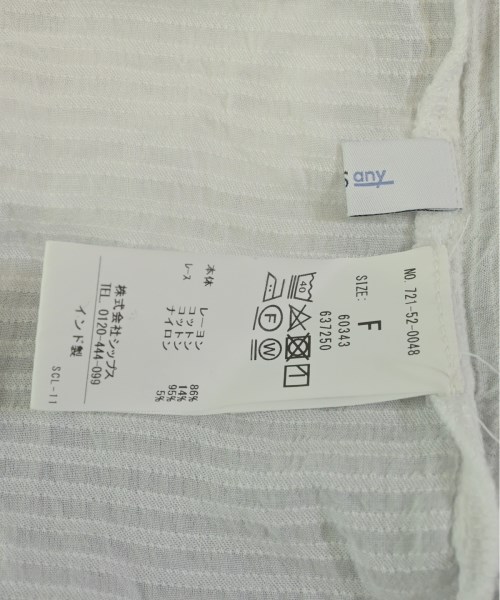 any
NO. 721-52-0048
SIZE: F
60343
637250
40
F
W
本体 レーヨン 86%
コットン 14%
レース コットン 95%
ナイロン 5%
株式会社シップス
TEL 0120-444-099
インド製
SCL-11